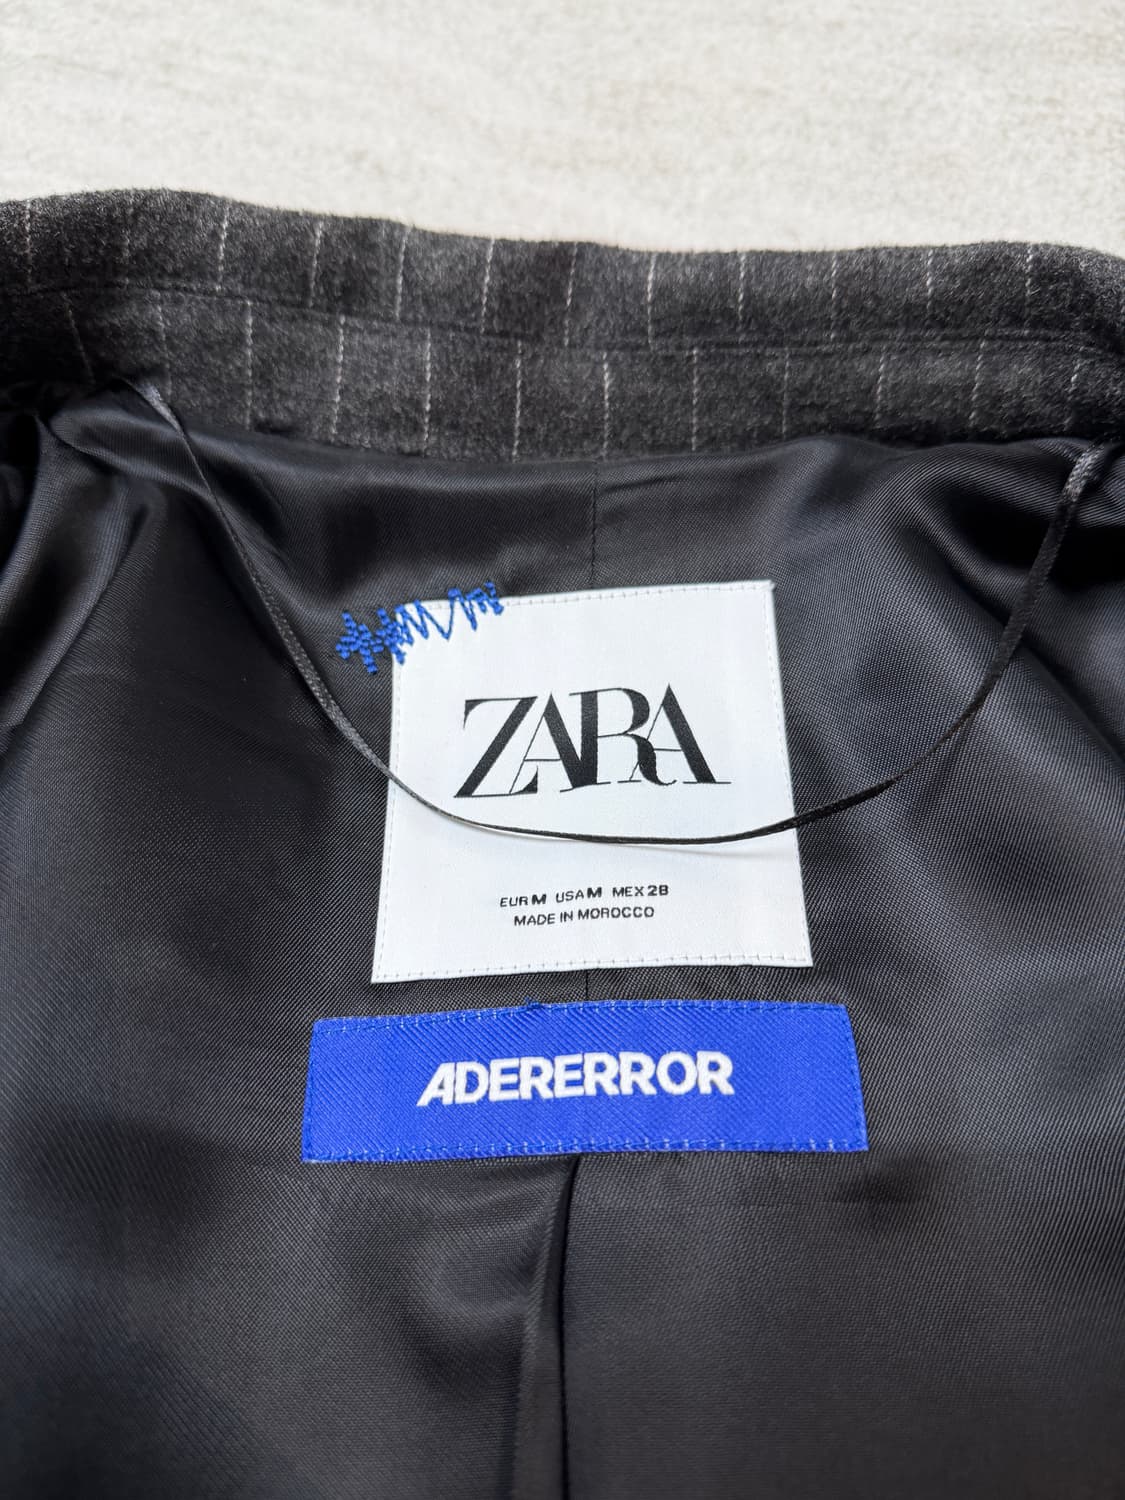 ZARA
EUR M USA M MEX 28
MADE IN MOROCCO
ADERERROR